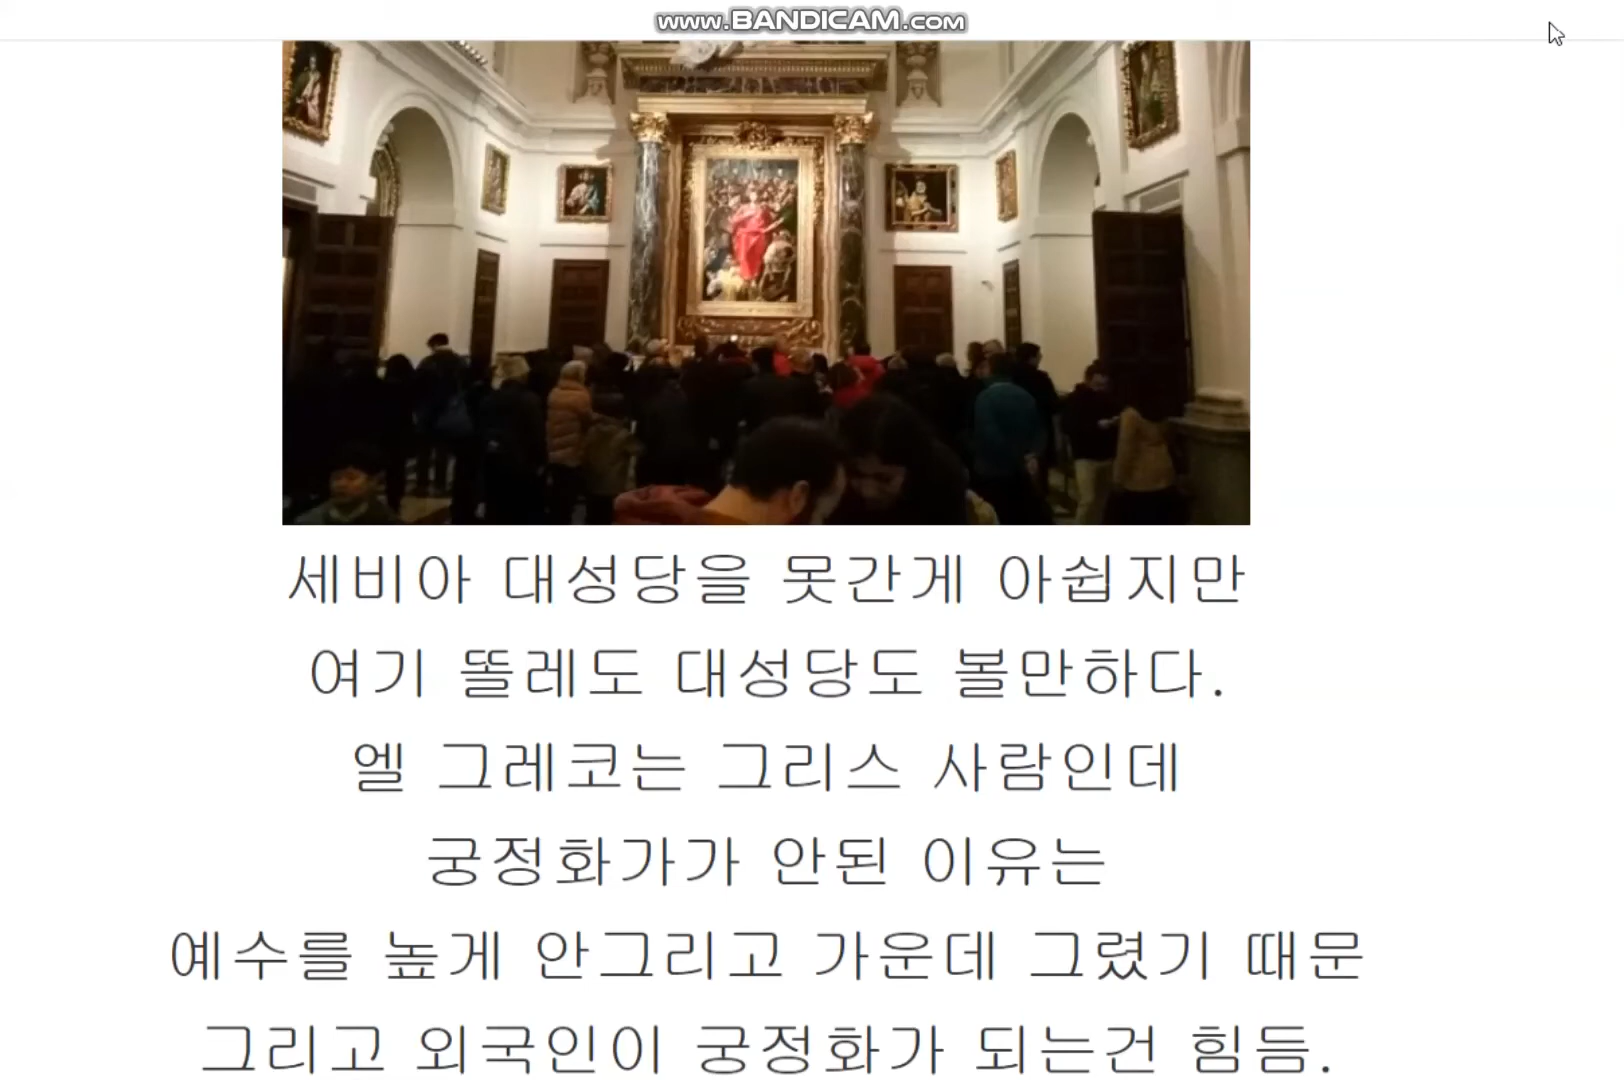 www.BANDICAM.com
세비아 대성당을 못간게 아쉽지만
여기 똘레도 대성당도 볼만하다.
엘 그레코는 그리스 사람인데
궁정화가가 안된 이유는
예수를 높게 안그리고 가운데 그렸기 때문
그리고 외국인이 궁정화가 되는건 힘듬.